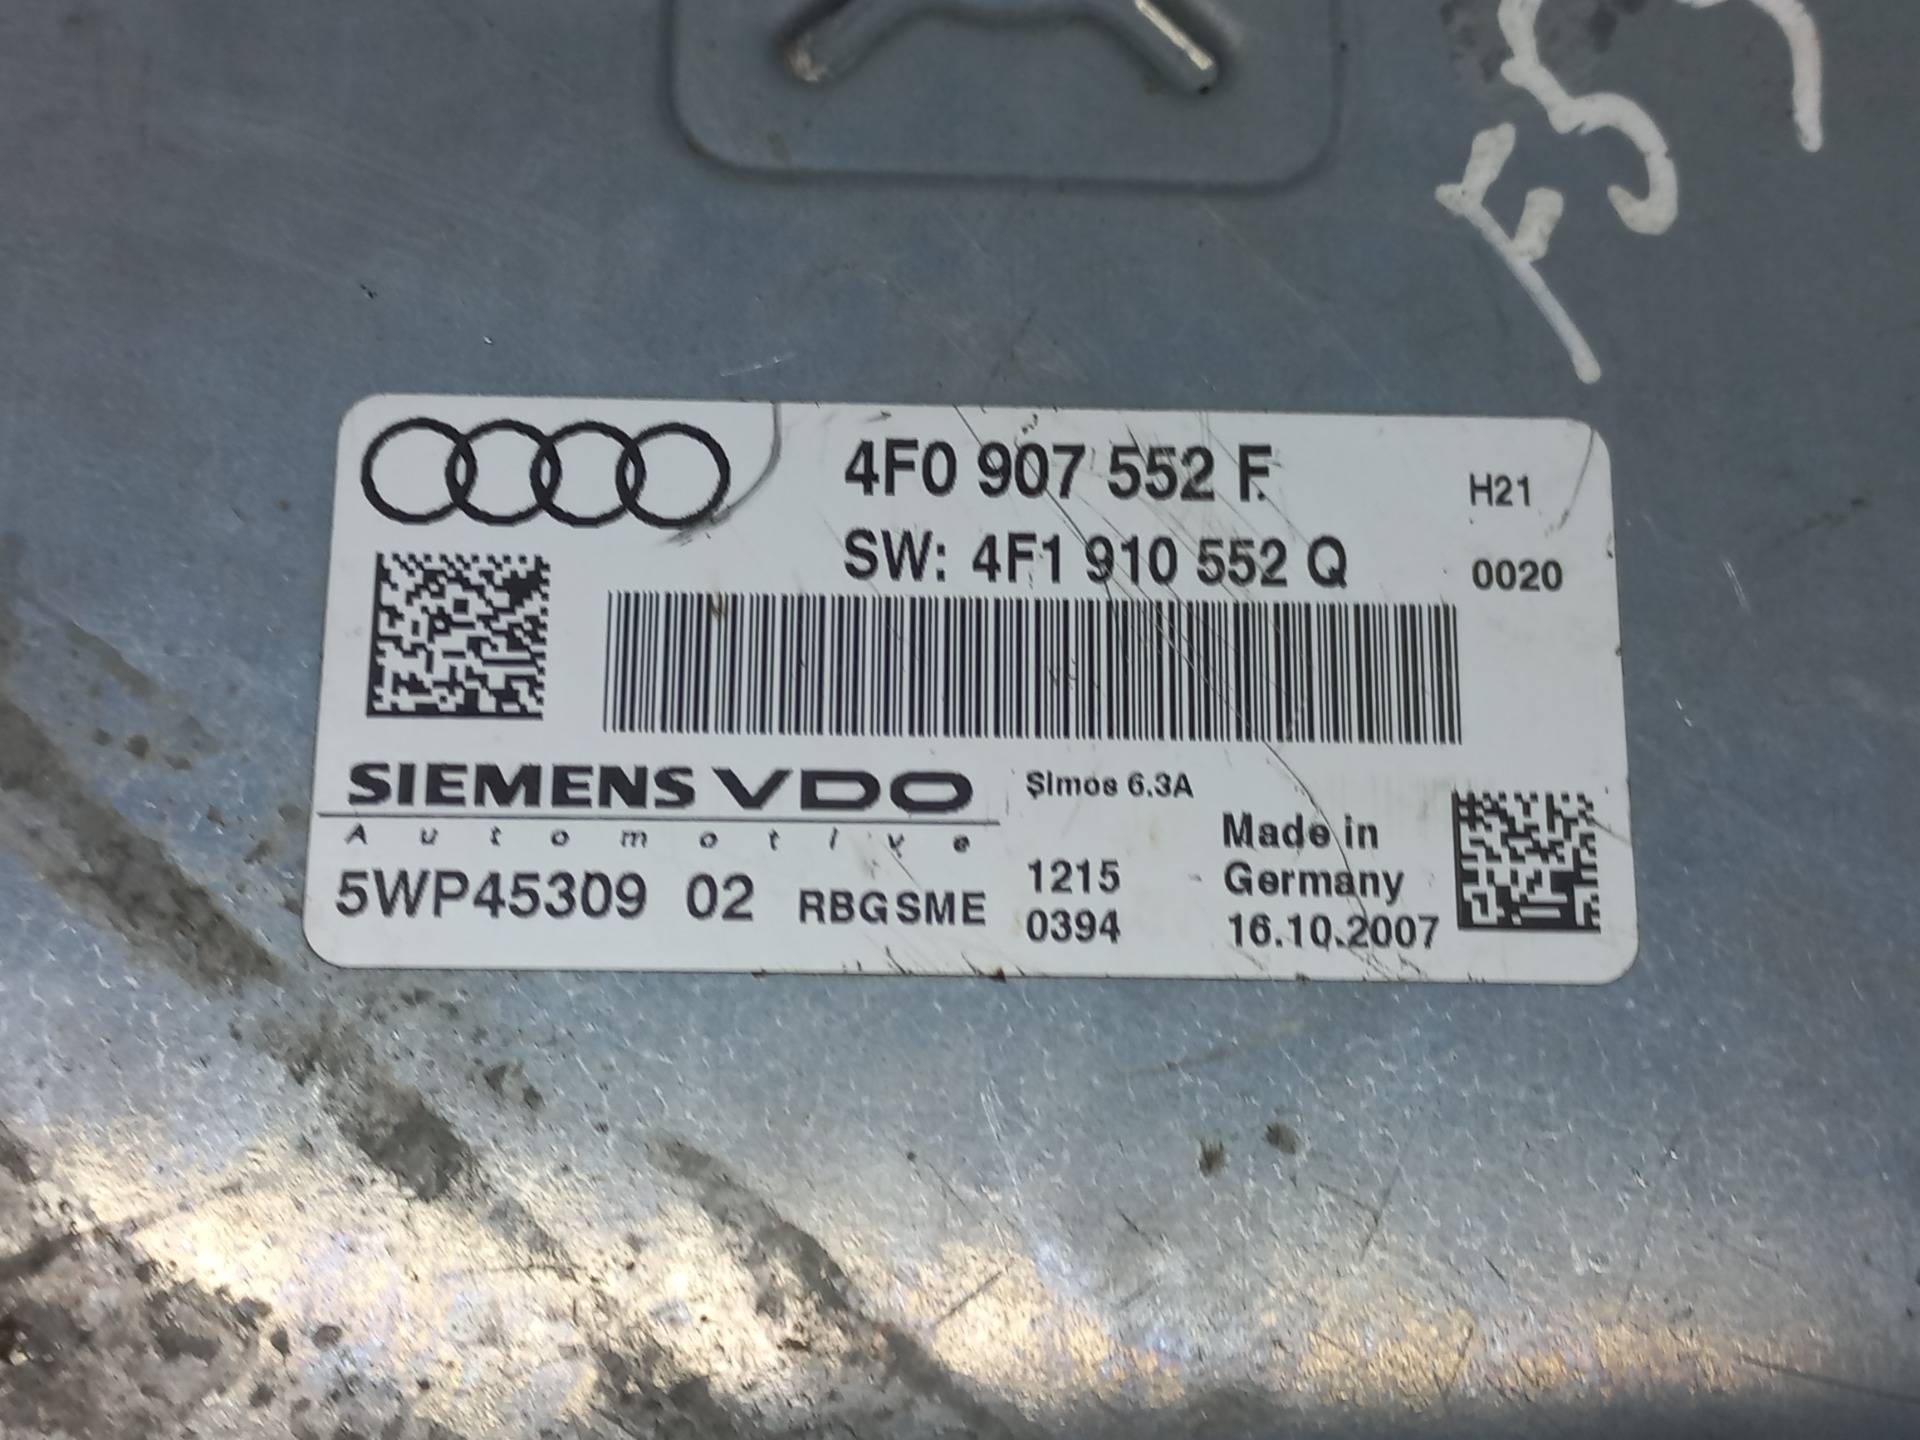 4F0 907 552 F
H21
SW: 4F1 910 552 Q
0020
SIEMENS VDO
Simos 6.3A
Automotive
Made in
5WP45309 02 RBGSME
1215
Germany
0394
16.10.2007